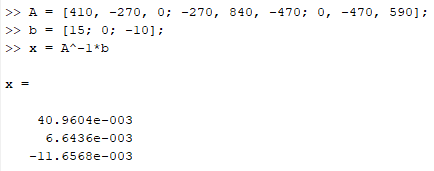 >> A = [410, -270, 0; -270, 840, -470; 0, -470, 590];
>> b = [15; 0; -10];
>> x = A^-1*b
x =
40.9604e-003
6.6436e-003
-11.6568e-003